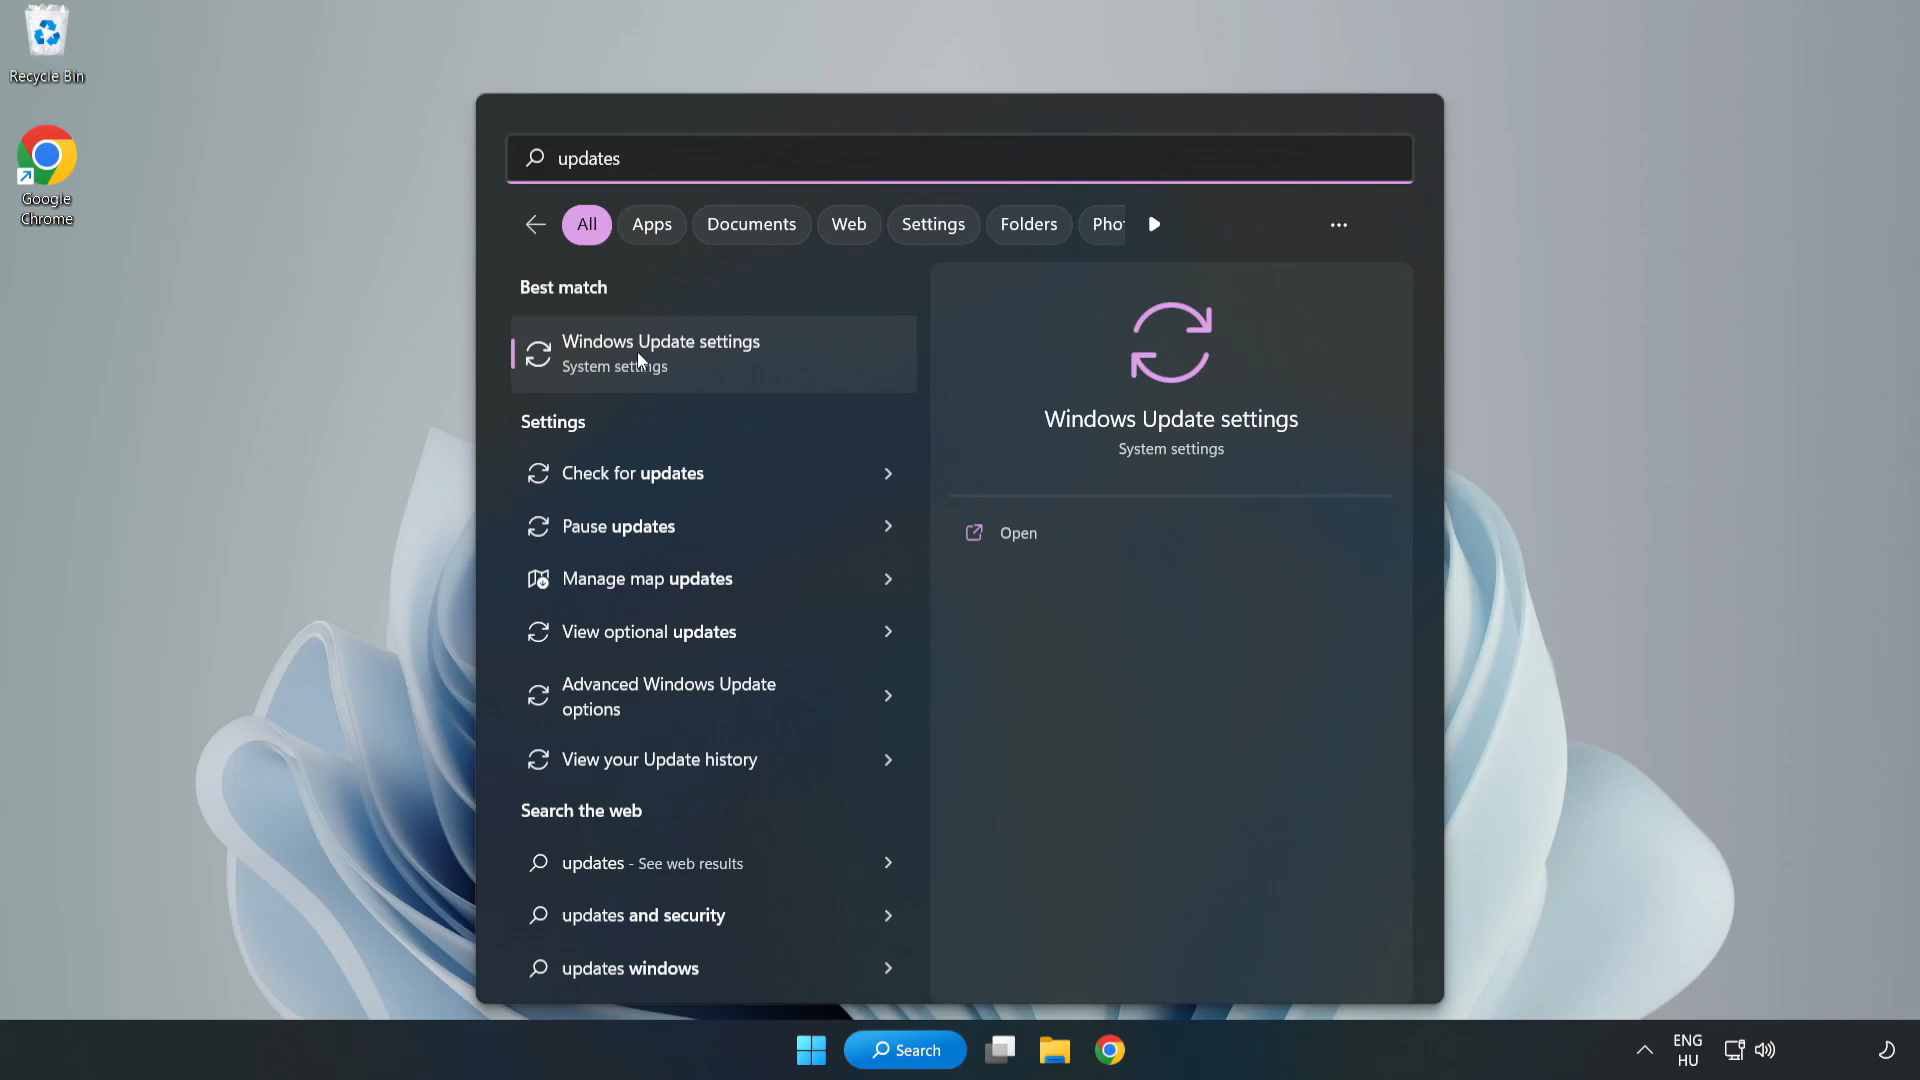 Recycle Bin
Google
Chrome
updates
All
Apps
Documents
Web
Settings
Folders
Best match
Windows Update settings
System settings
Settings
Check for updates
Pause updates
Manage map updates
View optional updates
Advanced Windows Update
options
View your Update history
Search the web
updates - See web results
updates and security
updates windows
Windows Update settings
System settings
Open
Search
ENG
HU